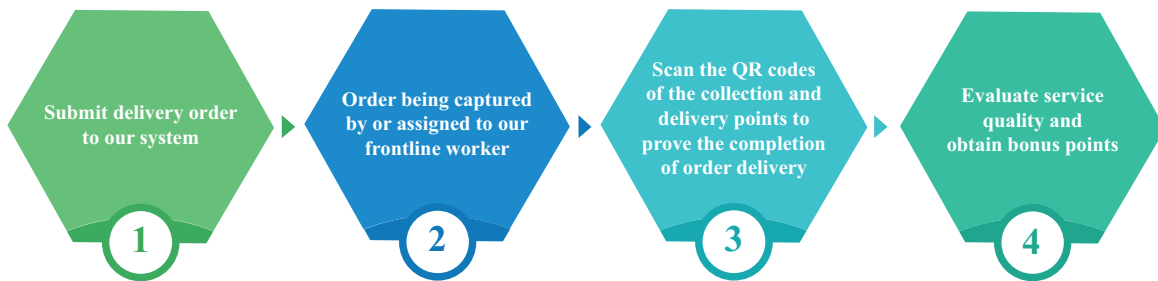 Submit delivery order
to our system
1
Order being captured
by or assigned to our
frontline worker
2
Scan the QR codes
of the collection and
delivery points to
prove the completion
of order delivery
3
Evaluate service
quality and
obtain bonus points
4